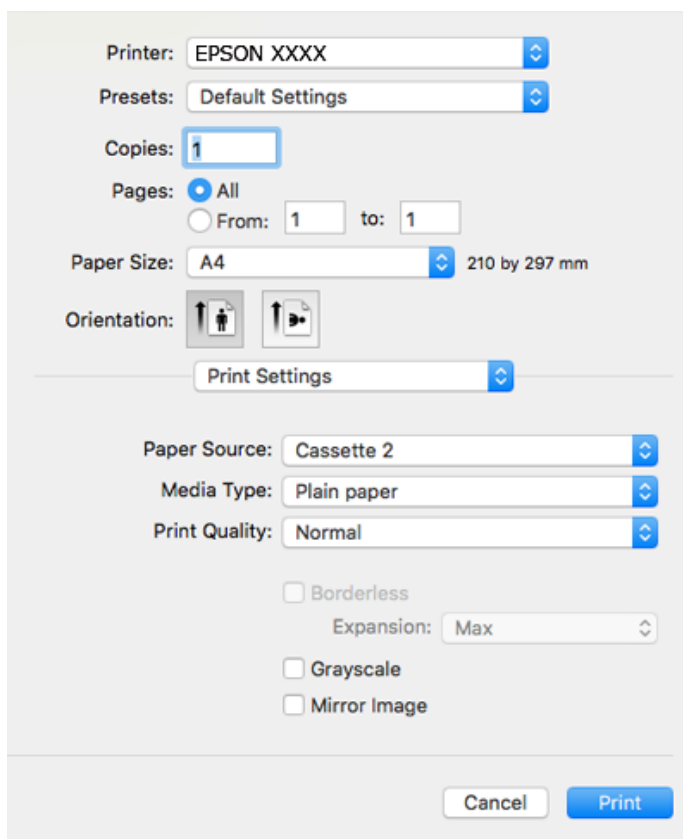 Printer: EPSON XXXX
Presets: Default Settings
Copies: 1
Pages: All
From: 1 to: 1
Paper Size: A4 210 by 297 mm
Orientation:
Print Settings
Paper Source: Cassette 2
Media Type: Plain paper
Print Quality: Normal
Borderless
Expansion: Max
Grayscale
Mirror Image
Cancel Print